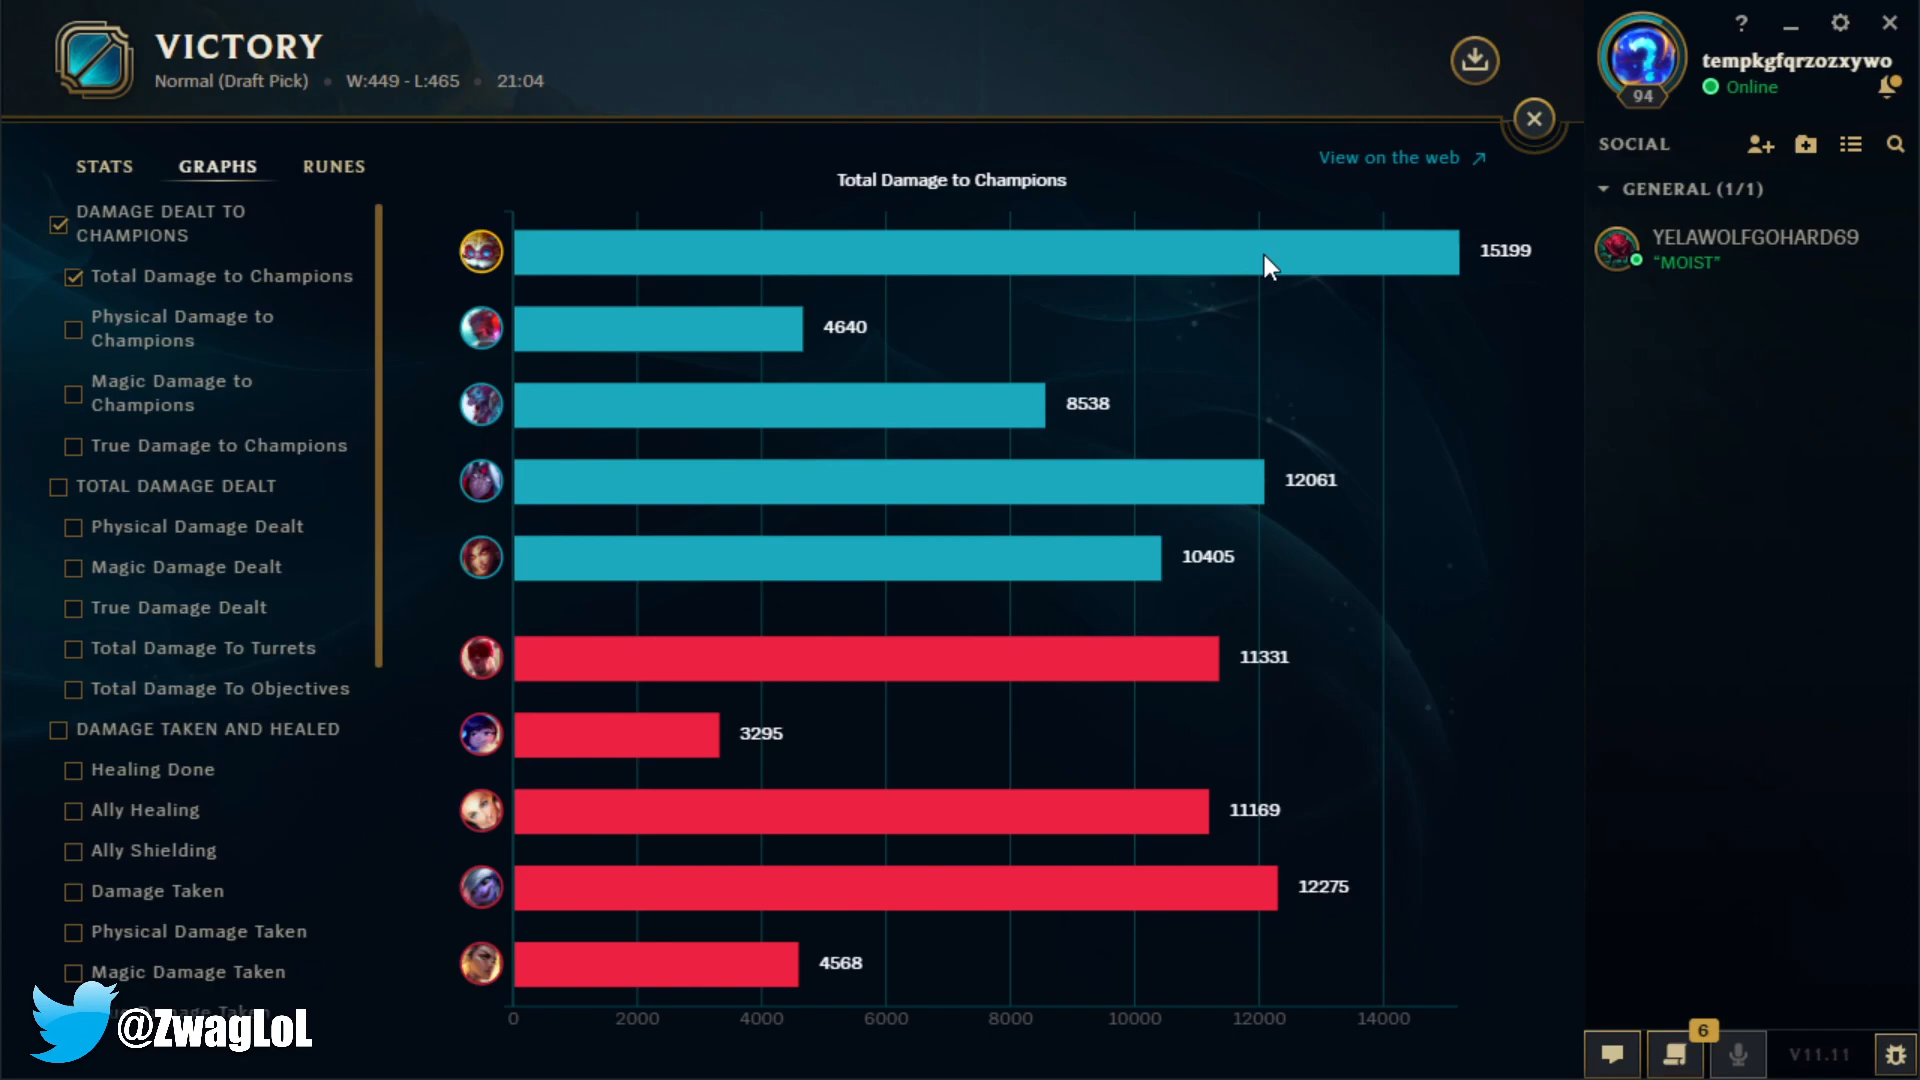 VICTORY
Normal (Draft Pick) • W:449 - L:465 • 21:04
STATS GRAPHS RUNES
View on the web
Total Damage to Champions
DAMAGE DEALT TO
CHAMPIONS
Total Damage to Champions
Physical Damage to
Champions
Magic Damage to
Champions
True Damage to Champions
TOTAL DAMAGE DEALT
Physical Damage Dealt
Magic Damage Dealt
True Damage Dealt
Total Damage To Turrets
Total Damage To Objectives
DAMAGE TAKEN AND HEALED
Healing Done
Ally Healing
Ally Shielding
Damage Taken
Physical Damage Taken
Magic Damage Taken
@ZwagLoL
15199
4640
8538
12061
10405
11331
3295
11169
12275
4568
0 2000 4000 6000 8000 10000 12000 14000
?
94
tempkgfqrzozxywo
Online
SOCIAL
GENERAL (1/1)
YELAWOLFGOHARD69
“MOIST”
6
V11.11